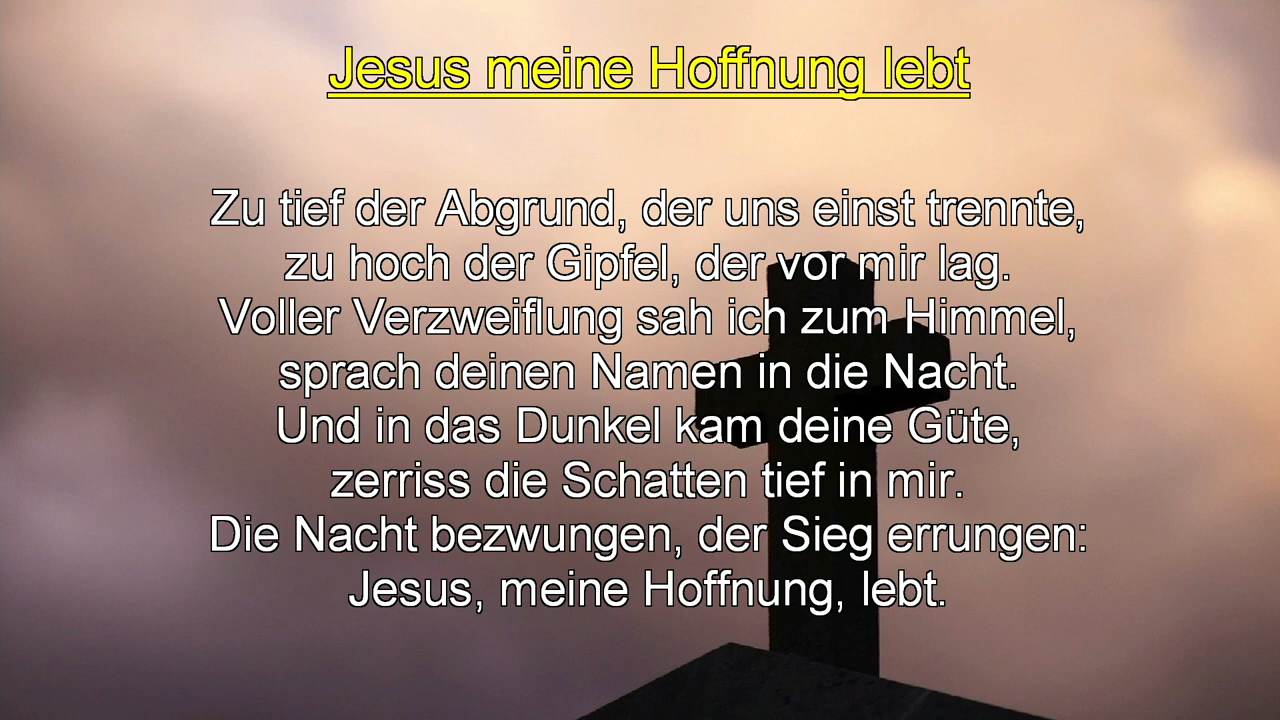 Jesus meine Hoffnung lebt
Zu tief der Abgrund, der uns einst trennte,
zu hoch der Gipfel, der vor mir lag.
Voller Verzweiflung sah ich zum Himmel,
sprach deinen Namen in die Nacht.
Und in das Dunkel kam deine Güte,
zerriss die Schatten tief in mir.
Die Nacht bezwungen, der Sieg errungen:
Jesus, meine Hoffnung, lebt.